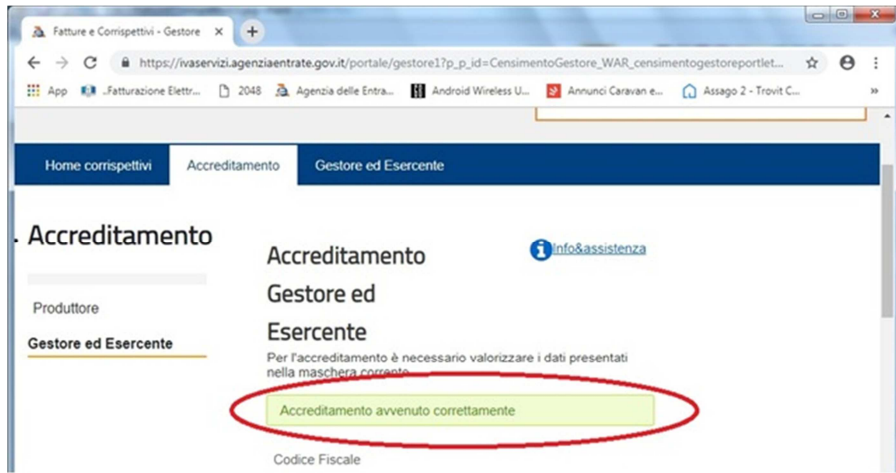 Fatture e Corrispettivi - Gestore
https://ivaservizi.agenziaentrate.gov.it/portale/gestore1?p_p_id=CensimentoGestore_WAR_censimentogestoreportlet...
App ..Fatturazione Elettr... 2048 Agenzia delle Entra... Android Wireless U... Annunci Caravan e... Assago 2 - Trovit C... »
Home corrispettivi Accreditamento Gestore ed Esercente
Accreditamento
Produttore
Gestore ed Esercente
Accreditamento
Gestore ed
Esercente
Info&assistenza
Per l'accreditamento è necessario valorizzare i dati presentati
nella maschera corrente
Accreditamento avvenuto correttamente
Codice Fiscale